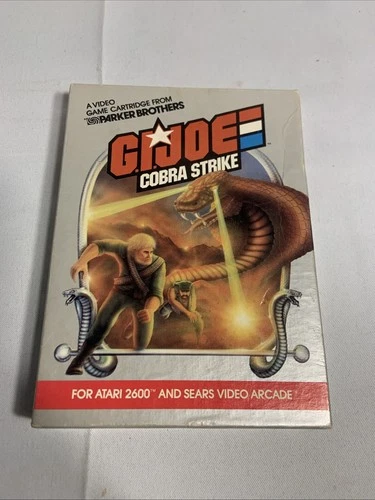 A VIDEO
GAME CARTRIDGE FROM
PARKER BROTHERS
G.I.JOE
COBRA STRIKE
FOR ATARI 2600™ AND SEARS VIDEO ARCADE